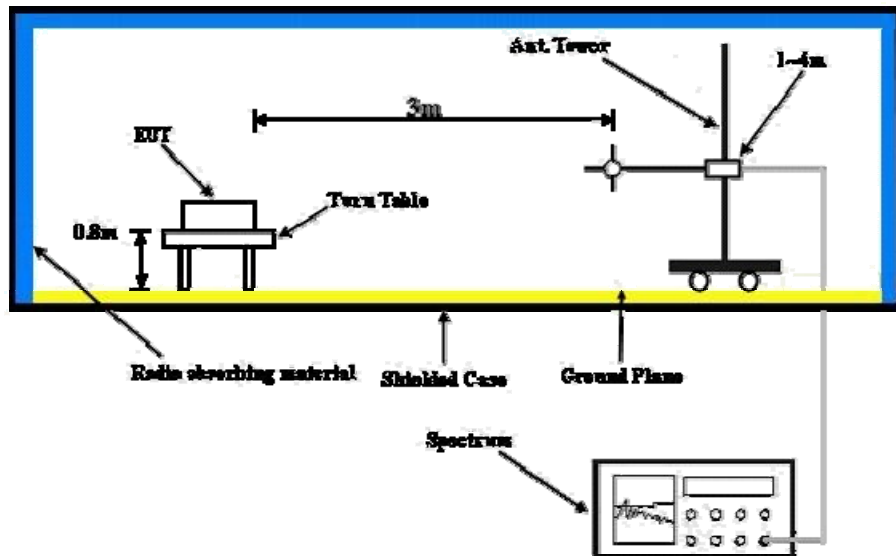 Ant. Tower
1~4m
3m
EUT
Turn Table
0.8m
Radio absorbing material
Shielded Case
Ground Plane
Spectrum